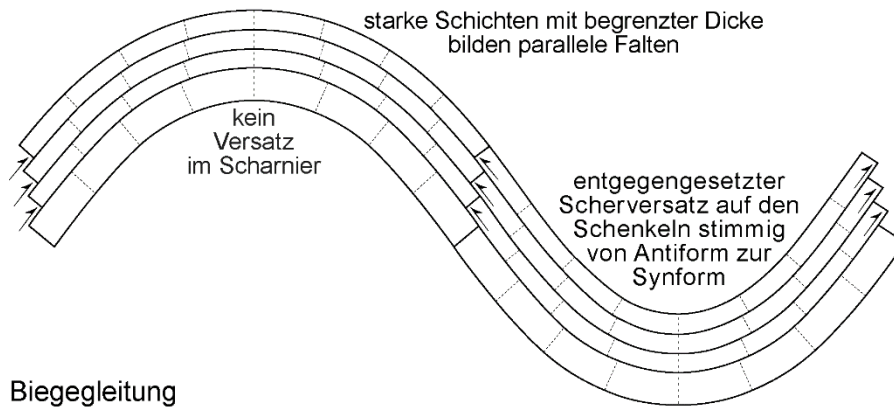 starke Schichten mit begrenzter Dicke
bilden parallele Falten
kein
Versatz
im Scharnier
entgegengesetzter
Scherversatz auf den
Schenkeln stimmig
von Antiform zur
Synform
Biegegleitung